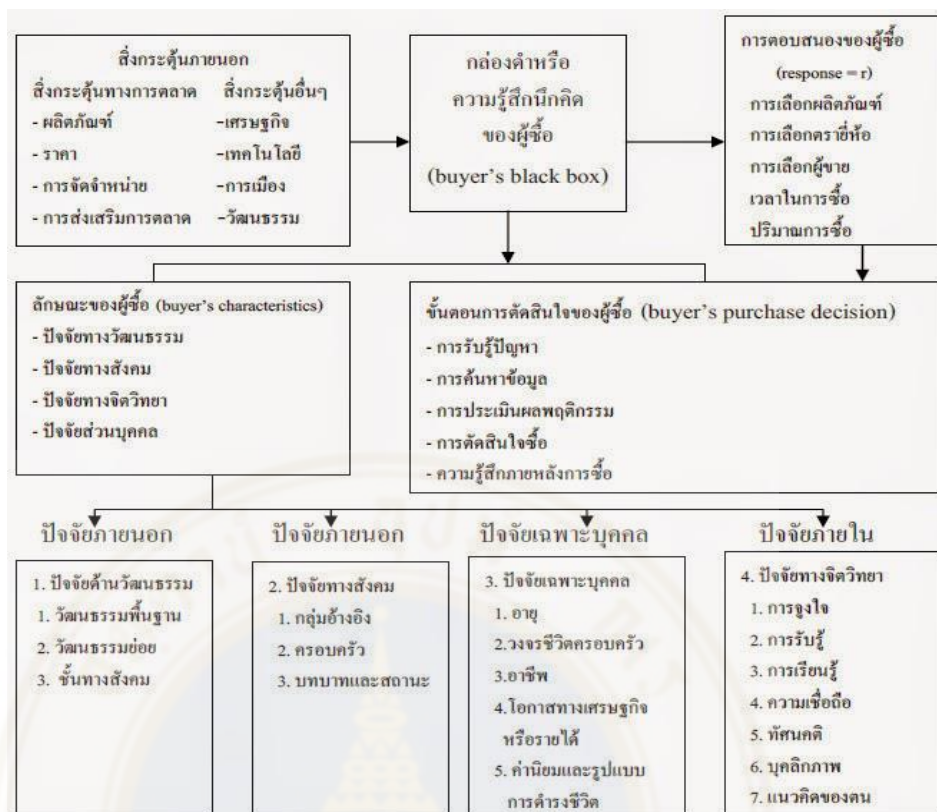 สิ่งกระตุ้นภายนอก
สิ่งกระตุ้นทางการตลาด สิ่งกระตุ้นอื่นๆ
- ผลิตภัณฑ์ -เศรษฐกิจ
- ราคา -เทคโนโลยี
- การจัดจำหน่าย -การเมือง
- การส่งเสริมการตลาด -วัฒนธรรม
กล่องดำหรือ
ความรู้สึกนึกคิด
ของผู้ซื้อ
(buyer's black box)
การตอบสนองของผู้ซื้อ
(response = r)
การเลือกผลิตภัณฑ์
การเลือกตรายี่ห้อ
การเลือกผู้ขาย
เวลาในการซื้อ
ปริมาณการซื้อ
ลักษณะของผู้ซื้อ (buyer's characteristics)
- ปัจจัยทางวัฒนธรรม
- ปัจจัยทางสังคม
- ปัจจัยทางจิตวิทยา
- ปัจจัยส่วนบุคคล
ขั้นตอนการตัดสินใจของผู้ซื้อ (buyer's purchase decision)
- การรับรู้ปัญหา
- การค้นหาข้อมูล
- การประเมินผลพฤติกรรม
- การตัดสินใจซื้อ
- ความรู้สึกภายหลังการซื้อ
ปัจจัยภายนอก
1. ปัจจัยด้านวัฒนธรรม
1. วัฒนธรรมพื้นฐาน
2. วัฒนธรรมย่อย
3. ชั้นทางสังคม
ปัจจัยภายนอก
2. ปัจจัยทางสังคม
1. กลุ่มอ้างอิง
2. ครอบครัว
3. บทบาทและสถานะ
ปัจจัยเฉพาะบุคคล
3. ปัจจัยเฉพาะบุคคล
1. อายุ
2.วงจรชีวิตครอบครัว
3.อาชีพ
4.โอกาสทางเศรษฐกิจ
หรือรายได้
5. ค่านิยมและรูปแบบ
การดำรงชีวิต
ปัจจัยภายใน
4. ปัจจัยทางจิตวิทยา
1. การจูงใจ
2. การรับรู้
3. การเรียนรู้
4. ความเชื่อถือ
5. ทัศนคติ
6. บุคลิกภาพ
7. แนวคิดของตน